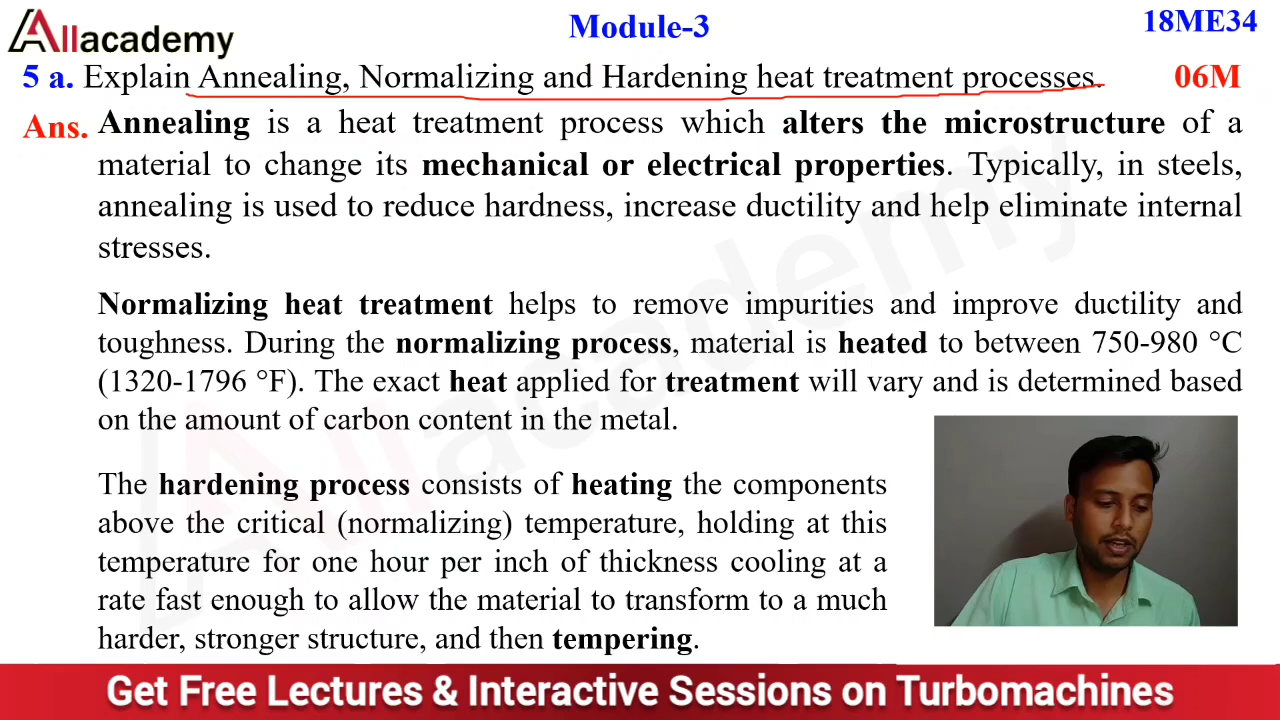 Allacademy
Module-3
18ME34
5 a. Explain Annealing, Normalizing and Hardening heat treatment processes. 06M
Ans. Annealing is a heat treatment process which alters the microstructure of a
material to change its mechanical or electrical properties. Typically, in steels,
annealing is used to reduce hardness, increase ductility and help eliminate internal
stresses.
Normalizing heat treatment helps to remove impurities and improve ductility and
toughness. During the normalizing process, material is heated to between 750-980 °C
(1320-1796 °F). The exact heat applied for treatment will vary and is determined based
on the amount of carbon content in the metal.
The hardening process consists of heating the components
above the critical (normalizing) temperature, holding at this
temperature for one hour per inch of thickness cooling at a
rate fast enough to allow the material to transform to a much
harder, stronger structure, and then tempering.
Allacademy
Get Free Lectures & Interactive Sessions on Turbomachines